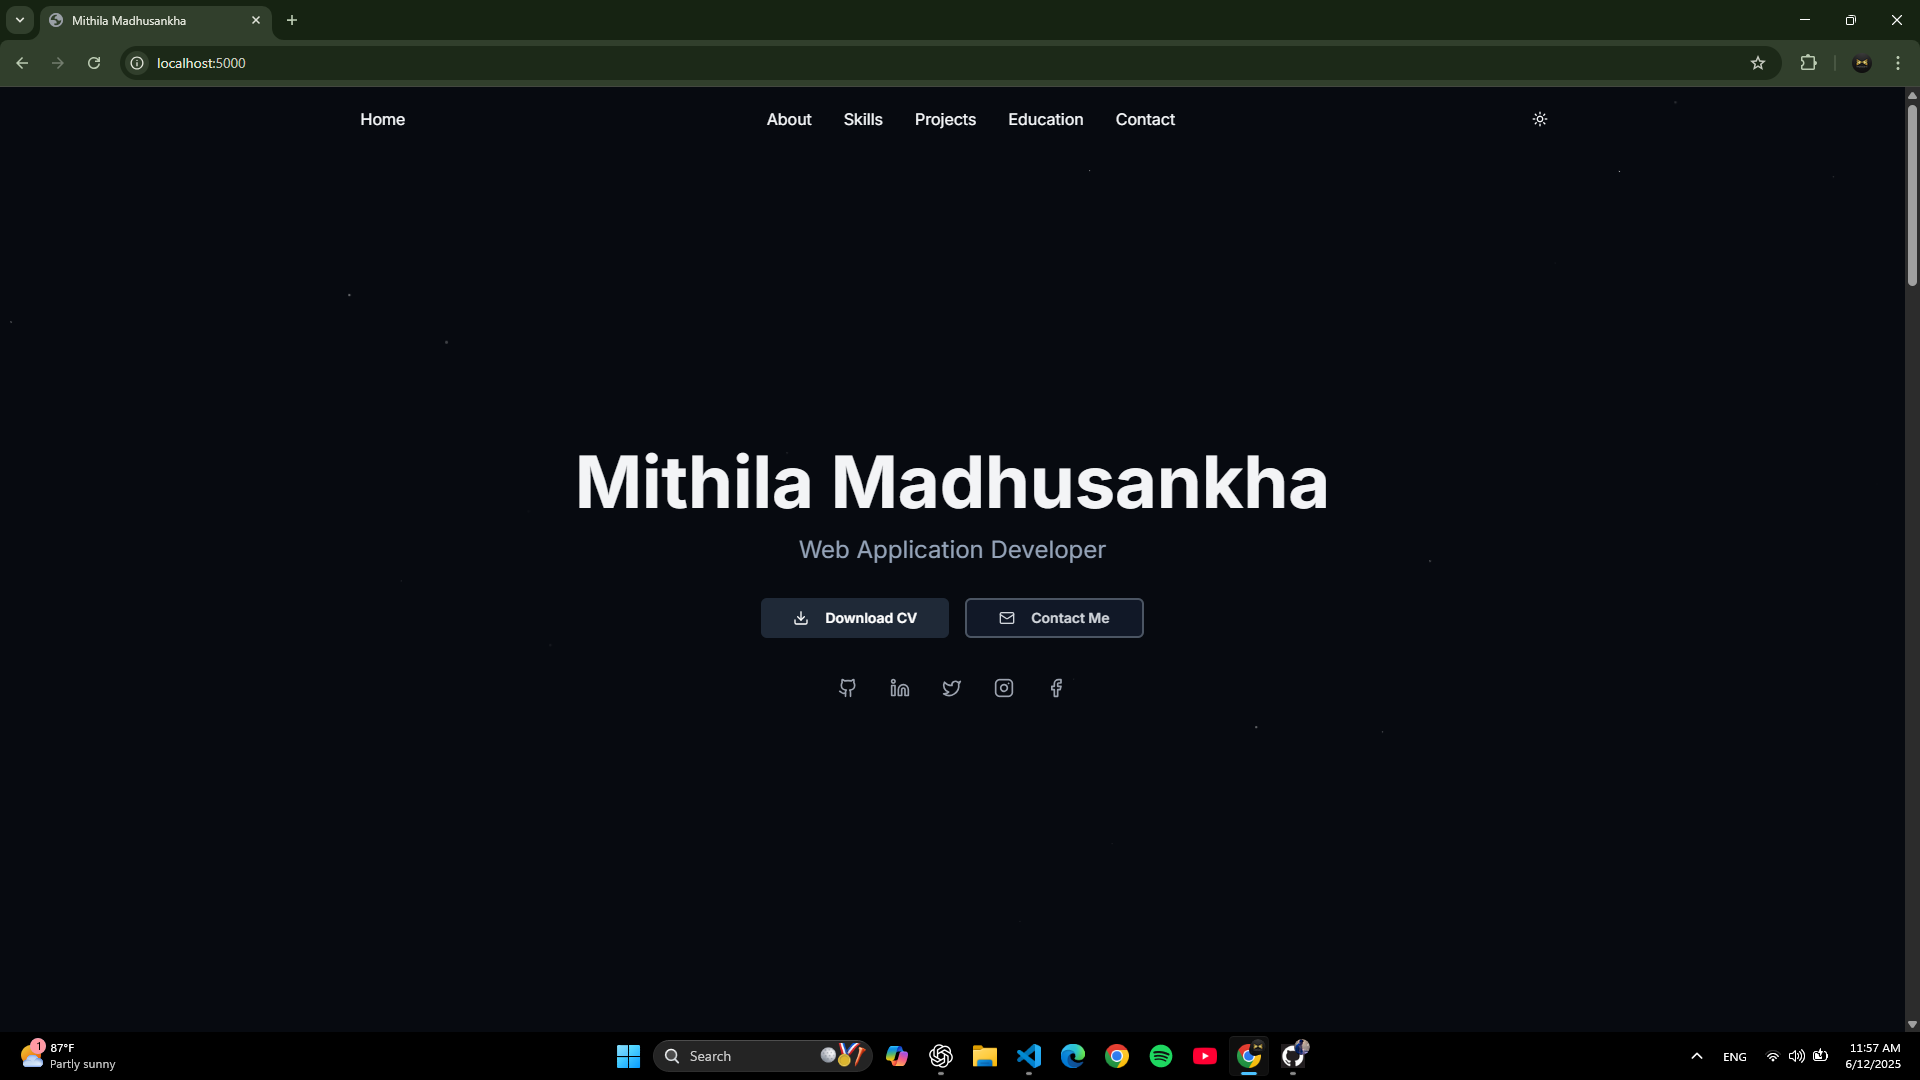 Mithila Madhusankha
localhost:5000
Home About Skills Projects Education Contact
Mithila Madhusankha
Web Application Developer
Download CV Contact Me
1
87°F
Partly sunny
Search
ENG
11:57 AM
6/12/2025